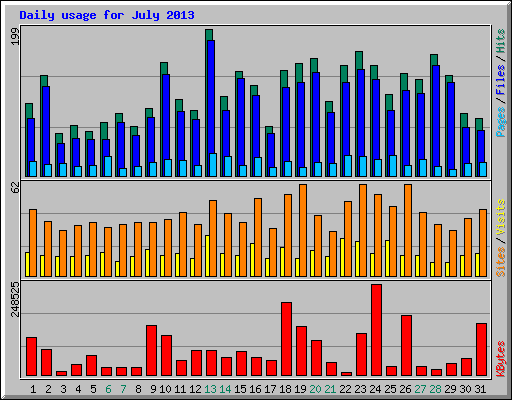 Daily usage for July 2013
199
Pages / Files / Hits
62
Sites / Visits
248525
KBytes
1 2 3 4 5 6 7 8 9 10 11 12 13 14 15 16 17 18 19 20 21 22 23 24 25 26 27 28 29 30 31